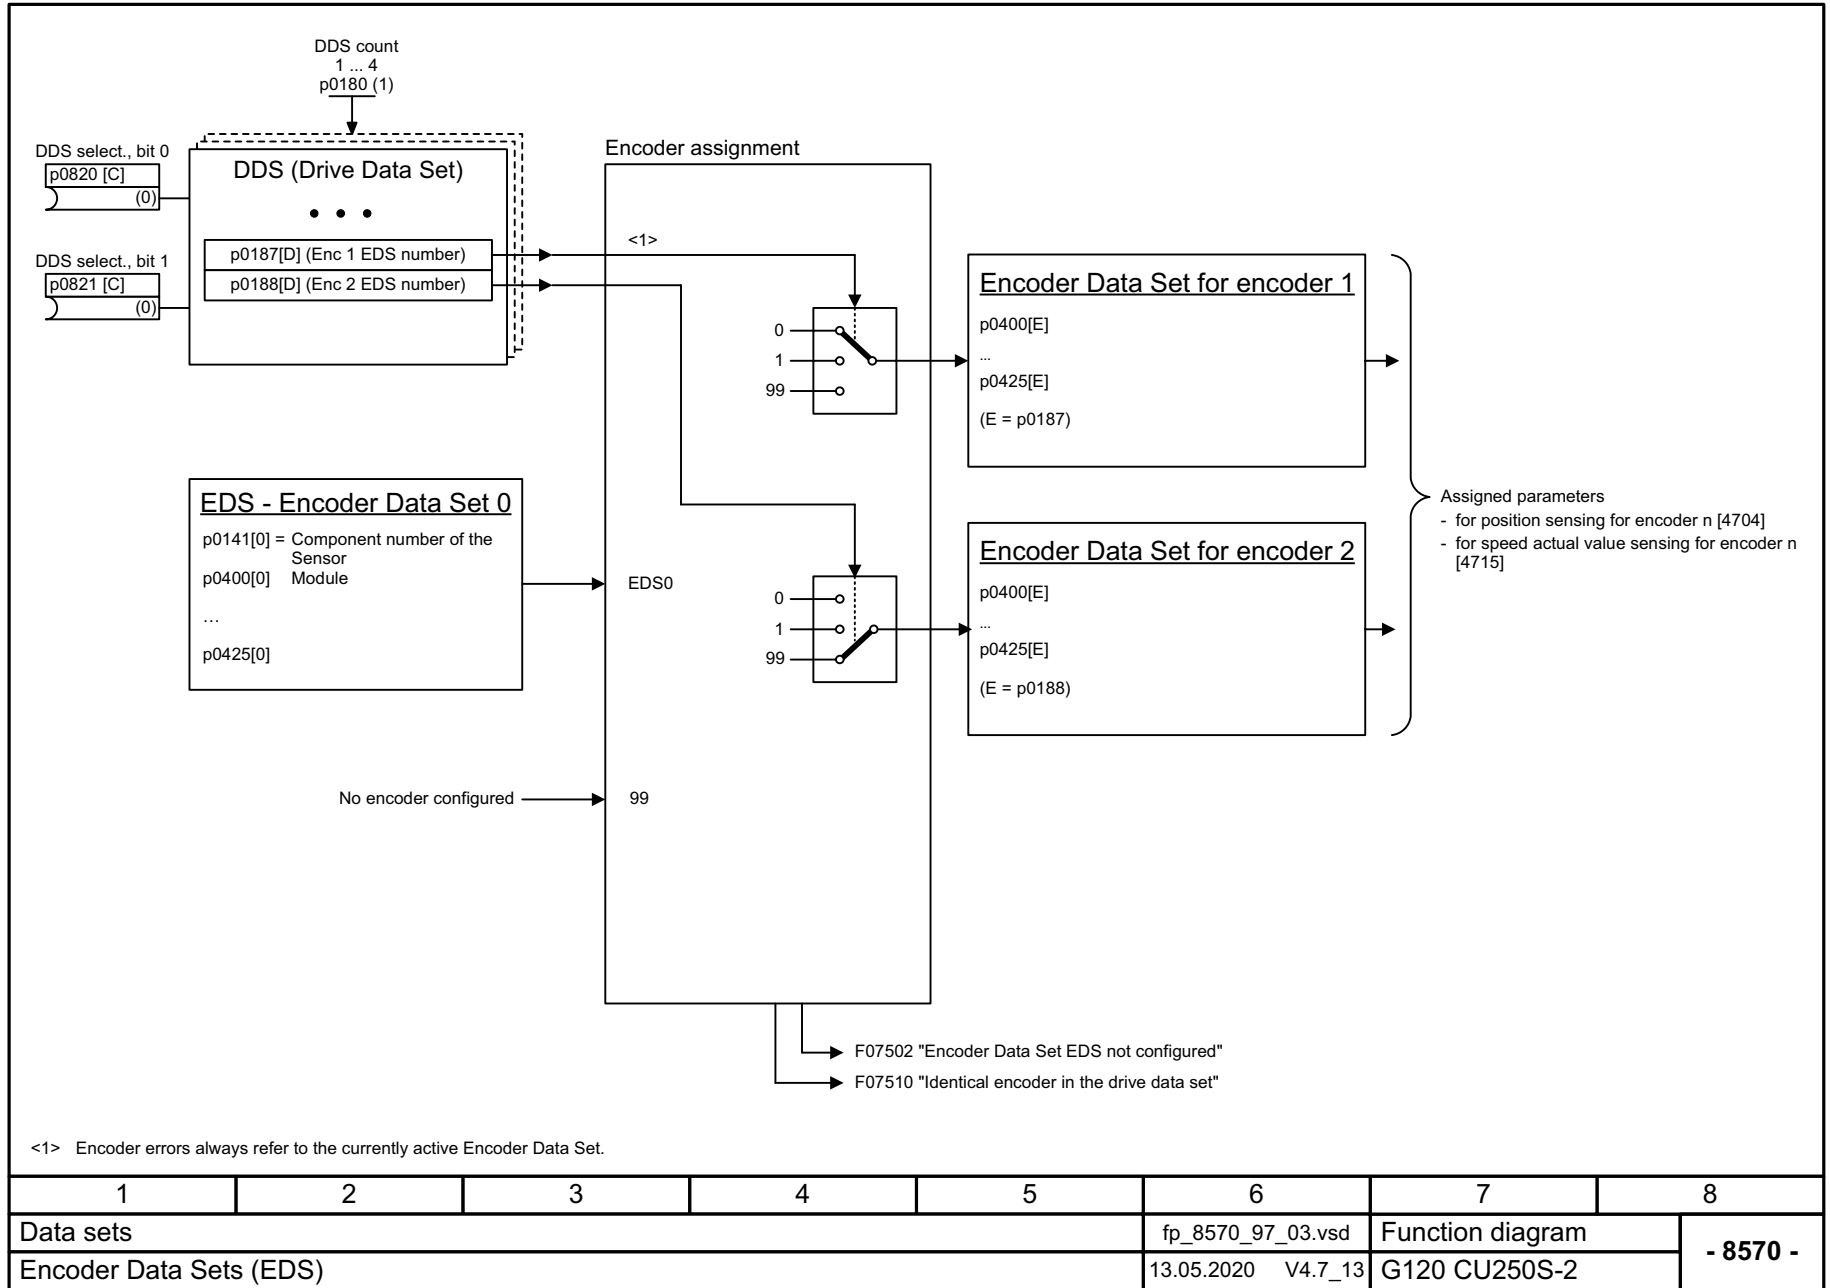 DDS count
1 ... 4
p0180 (1)
DDS select., bit 0
p0820 [C]
(0)
DDS select., bit 1
p0821 [C]
(0)
DDS (Drive Data Set)
• • •
p0187[D] (Enc 1 EDS number)
p0188[D] (Enc 2 EDS number)
Encoder assignment
<1>
0
1
99
Encoder Data Set for encoder 1
p0400[E]
...
p0425[E]
(E = p0187)
EDS - Encoder Data Set 0
p0141[0] = Component number of the
Sensor
p0400[0] Module
…
p0425[0]
EDS0
0
1
99
Encoder Data Set for encoder 2
p0400[E]
...
p0425[E]
(E = p0188)
Assigned parameters
- for position sensing for encoder n [4704]
- for speed actual value sensing for encoder n
[4715]
No encoder configured
99
F07502 "Encoder Data Set EDS not configured"
F07510 "Identical encoder in the drive data set"
<1> Encoder errors always refer to the currently active Encoder Data Set.
1 2 3 4 5 6 7 8
Data sets
fp_8570_97_03.vsd
Function diagram
- 8570 -
Encoder Data Sets (EDS)
13.05.2020 V4.7_13
G120 CU250S-2